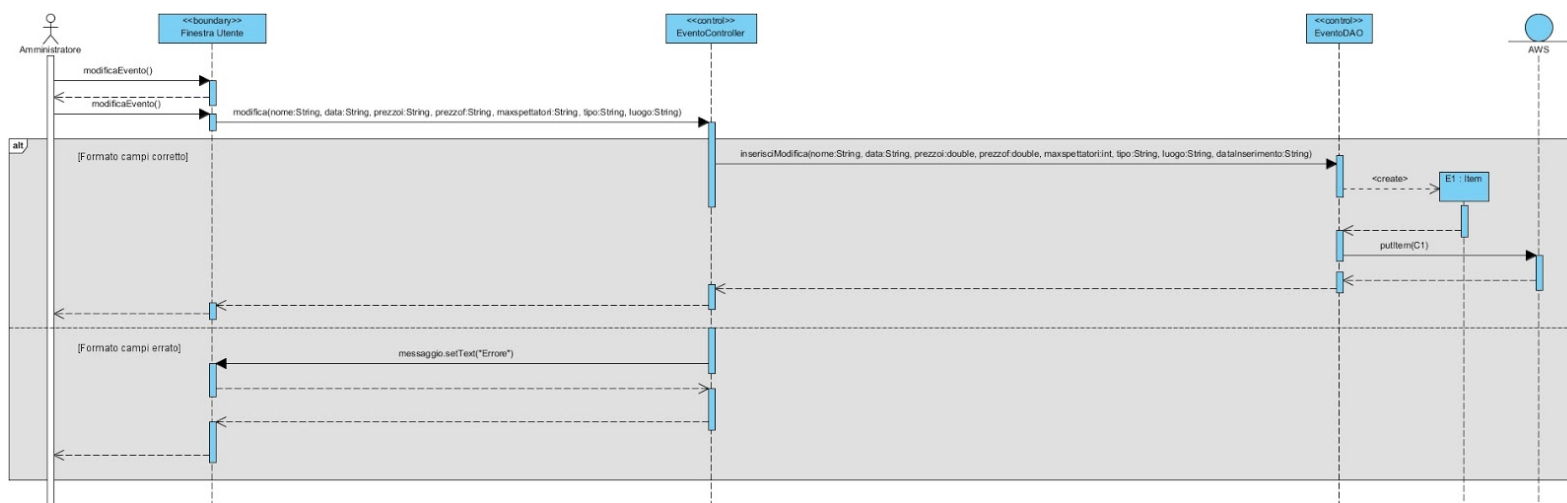 <<boundary>>
Finestra Utente
<<control>>
EventoController
<<control>>
EventoDAO
Amministratore
AWS
modificaEvento()
modificaEvento()
modifica(nome:String, data:String, prezzoi:String, prezzof:String, maxspettatori:String, tipo:String, luogo:String)
alt
[Formato campi corretto]
inserisciModifica(nome:String, data:String, prezzoi:double, prezzof:double, maxspettatori:int, tipo:String, luogo:String, dataInserimento:String)
<create>
E1 : Item
putItem(C1)
[Formato campi errato]
messaggio.setText("Errore")